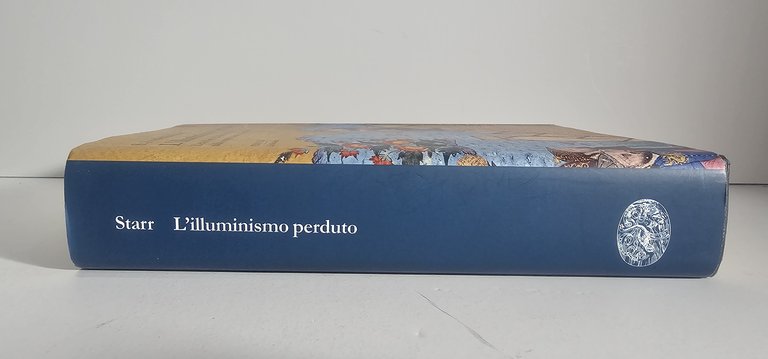 Starr L'illuminismo perduto